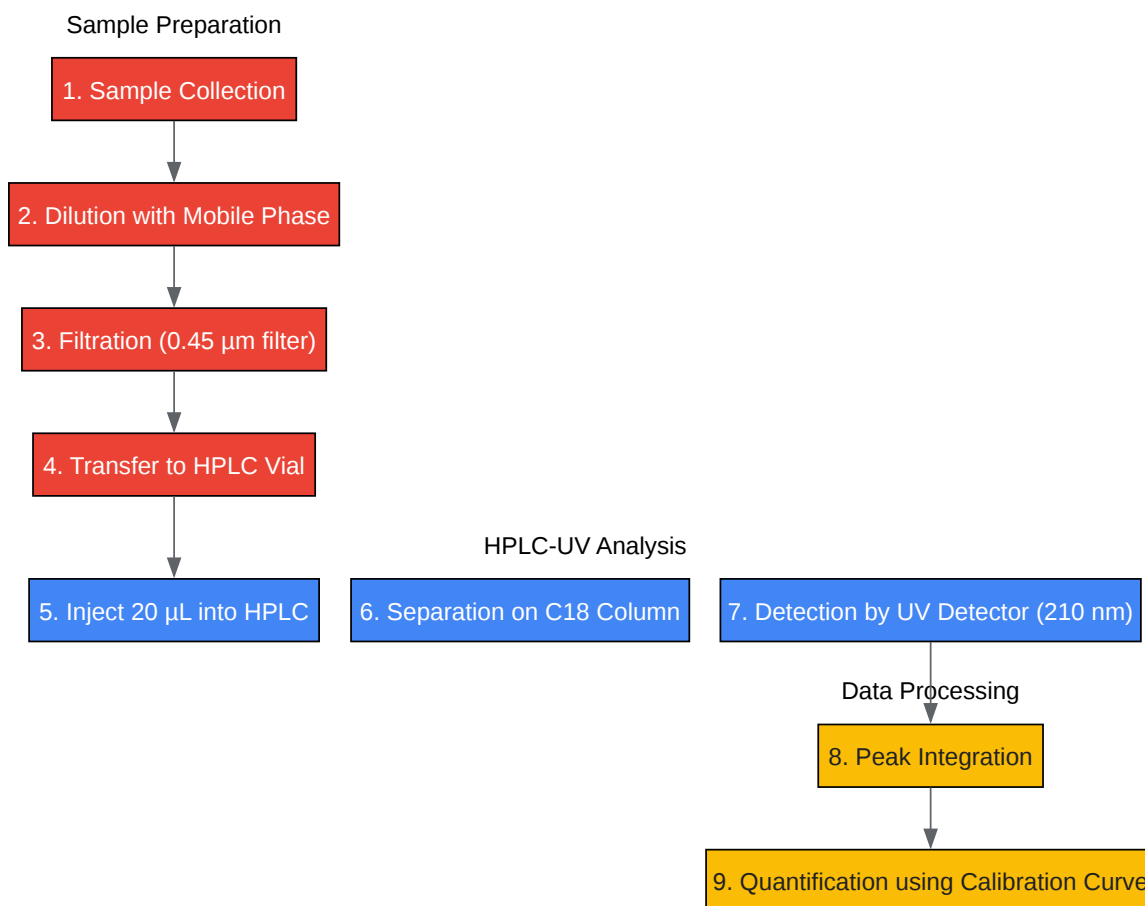 Sample Preparation
1. Sample Collection
2. Dilution with Mobile Phase
3. Filtration (0.45 µm filter)
4. Transfer to HPLC Vial
HPLC-UV Analysis
5. Inject 20 µL into HPLC
6. Separation on C18 Column
7. Detection by UV Detector (210 nm)
Data Processing
8. Peak Integration
9. Quantification using Calibration Curve